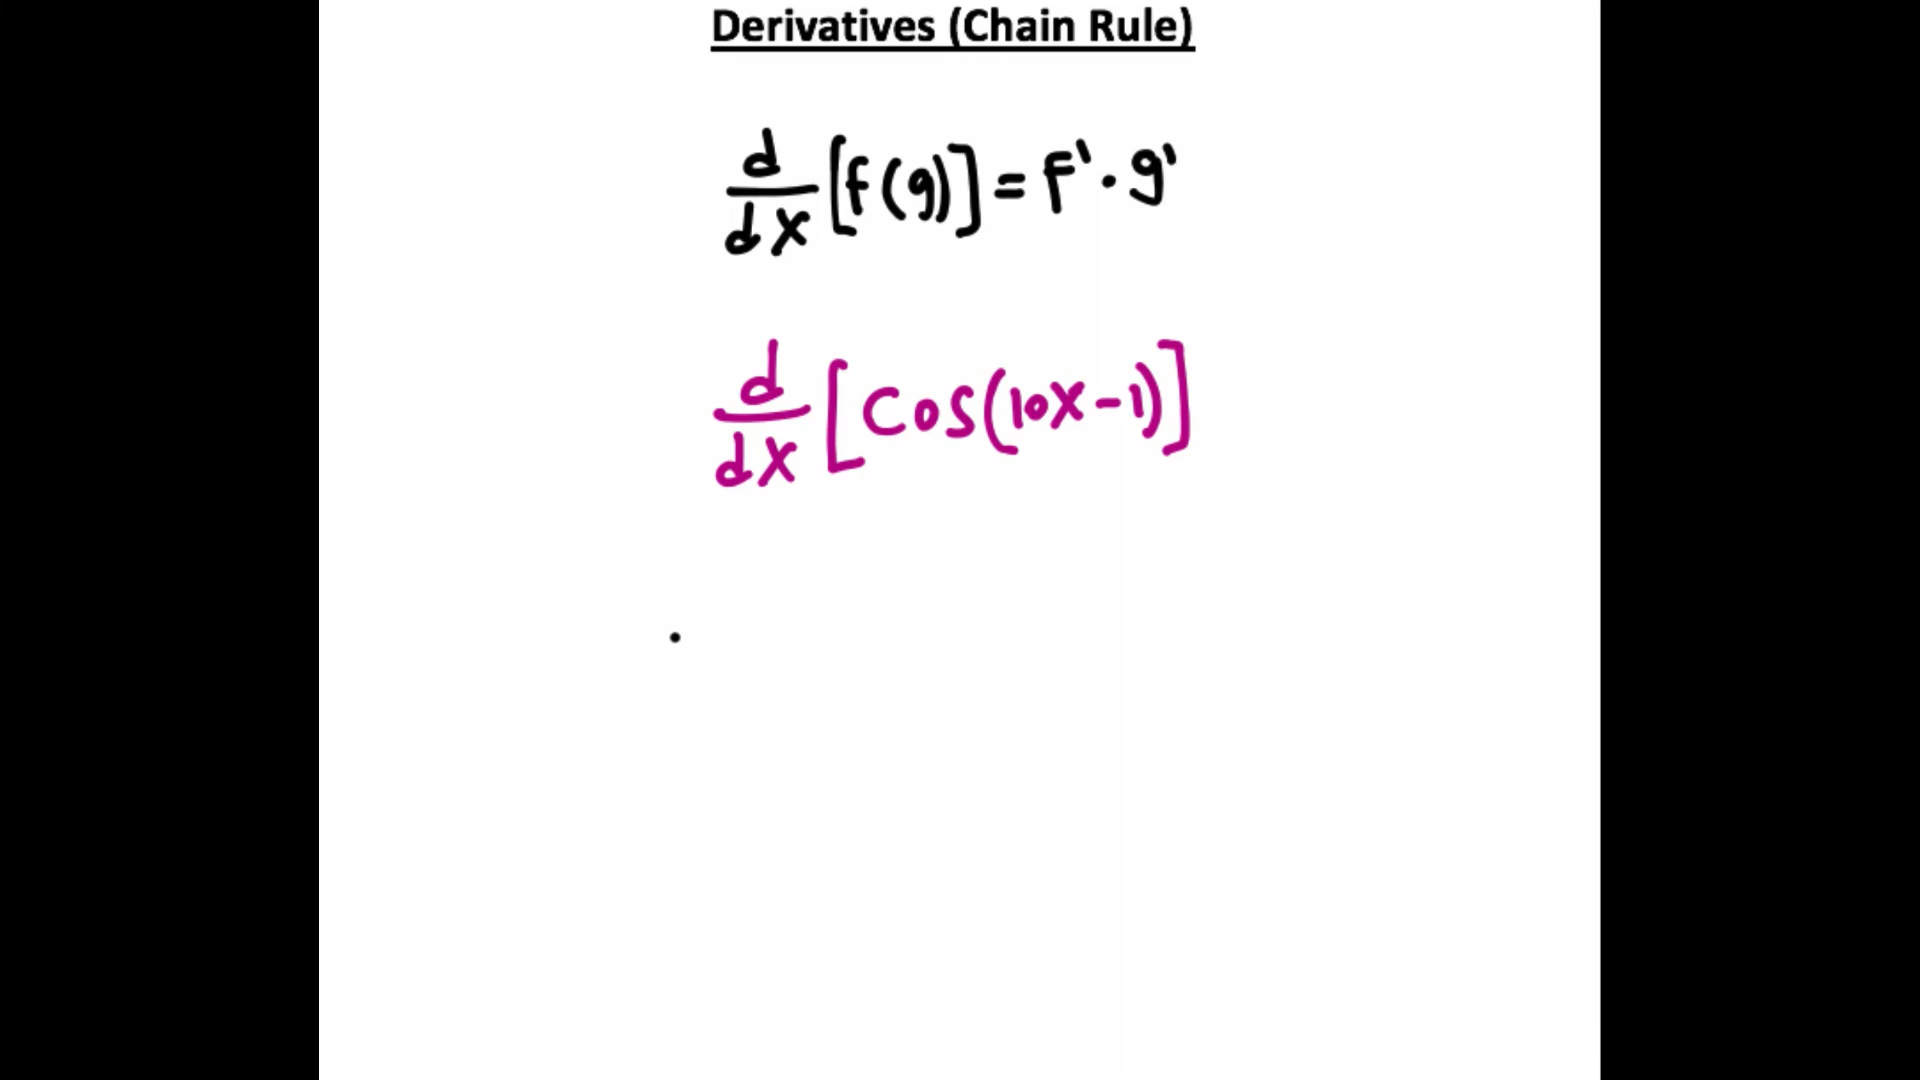 Derivatives (Chain Rule)
d/dx [f(g)] = f' · g'
d/dx [cos(10x-1)]